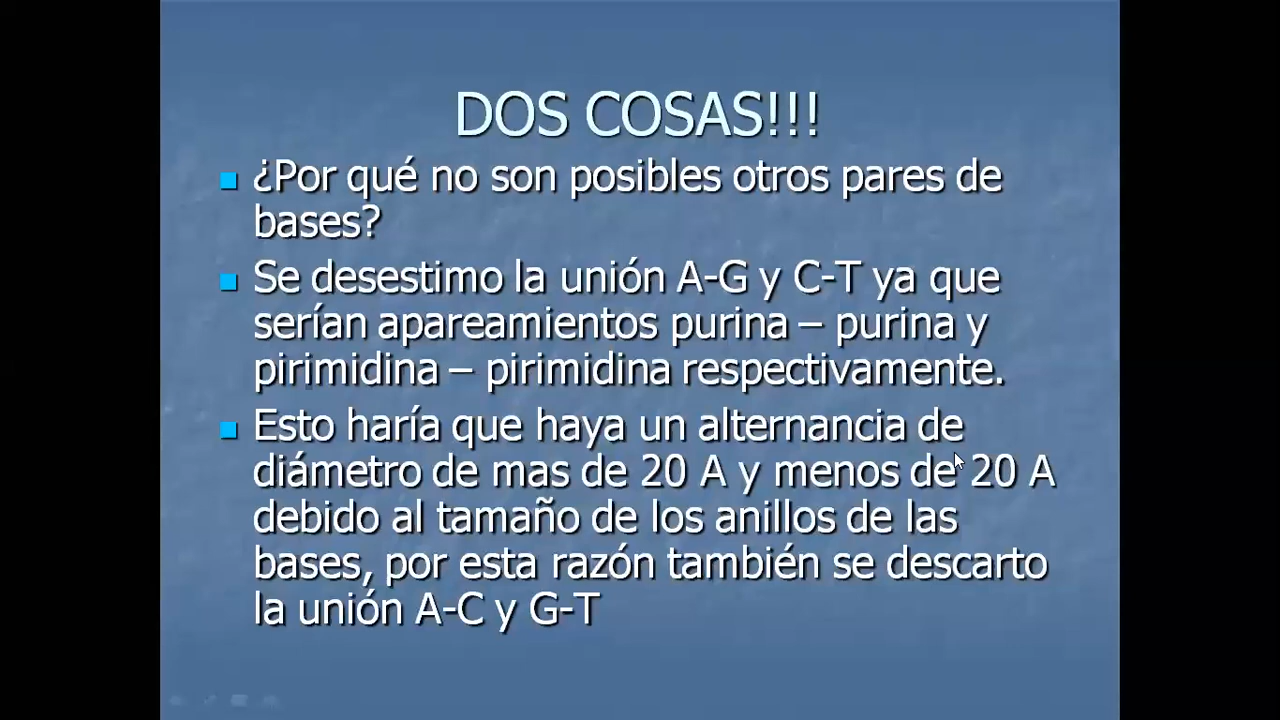 DOS COSAS!!!
¿Por qué no son posibles otros pares de
bases?
Se desestimo la unión A-G y C-T ya que
serían apareamientos purina – purina y
pirimidina – pirimidina respectivamente.
Esto haría que haya un alternancia de
diámetro de mas de 20 A y menos de 20 A
debido al tamaño de los anillos de las
bases, por esta razón también se descarto
la unión A-C y G-T